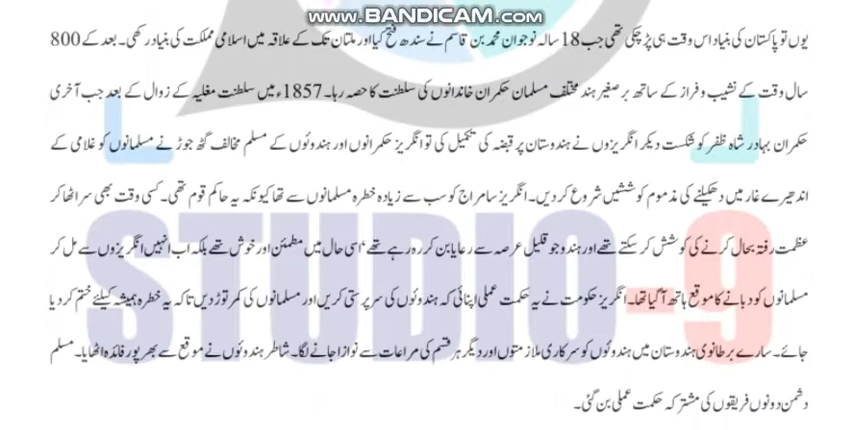 www.BANDICAM.com
یوں تو پاکستان کی بنیاد اس وقت ہی پڑ چکی تھی جب 18 سالہ نوجوان محمد بن قاسم نے سندھ فتح کیا اور ملتان تک کے علاقہ میں اسلامی مملکت کی بنیاد رکھی۔ بعد کے 800
سال وقت کے نشیب و فراز کے ساتھ برصغیر ہند مختلف مسلمان حکمران خاندانوں کی سلطنت کا حصہ رہا۔ 1857ء میں سلطنت مغلیہ کے زوال کے بعد جب آخری
حکمران بہادر شاہ ظفر کو شکست دیکر انگریزوں نے ہندوستان پر قبضہ کی تکمیل کی تو انگریز حکمرانوں اور ہندوئوں کے مسلم مخالف گٹھ جوڑ نے مسلمانوں کو غلامی کے
اندھیرے غار میں دھکیلنے کی مذموم کوششیں شروع کر دیں۔ انگریز سامراج کو سب سے زیادہ خطرہ مسلمانوں سے تھا کیونکہ یہ حاکم قوم تھی۔ کسی وقت بھی سر اٹھا کر
عظمت رفتہ بحال کرنے کی کوشش کر سکتے تھے اور ہندو جو قلیل عرصہ سے رعایا بن کر رہ رہے تھے‘ اسی حال میں مطمئن اور خوش تھے بلکہ اب انہیں انگریزوں سے مل کر
مسلمانوں کو دبانے کا موقع ہاتھ آ گیا تھا۔ انگریز حکومت نے یہ حکمت عملی اپنائی کہ ہندوئوں کی سرپرستی کریں اور مسلمانوں کی کمر توڑ دیں تاکہ یہ خطرہ ہمیشہ کیلئے ختم کر دیا
جائے۔ سارے برطانوی ہندوستان میں ہندوئوں کو سرکاری ملازمتوں اور دیگر ہر قسم کی مراعات سے نوازا جانے لگا۔ شاطر ہندوئوں نے موقع سے بھرپور فائدہ اٹھایا۔ مسلم
دشمن دونوں فریقوں کی مشترکہ حکمت عملی بن گئی۔
STUDIO-9